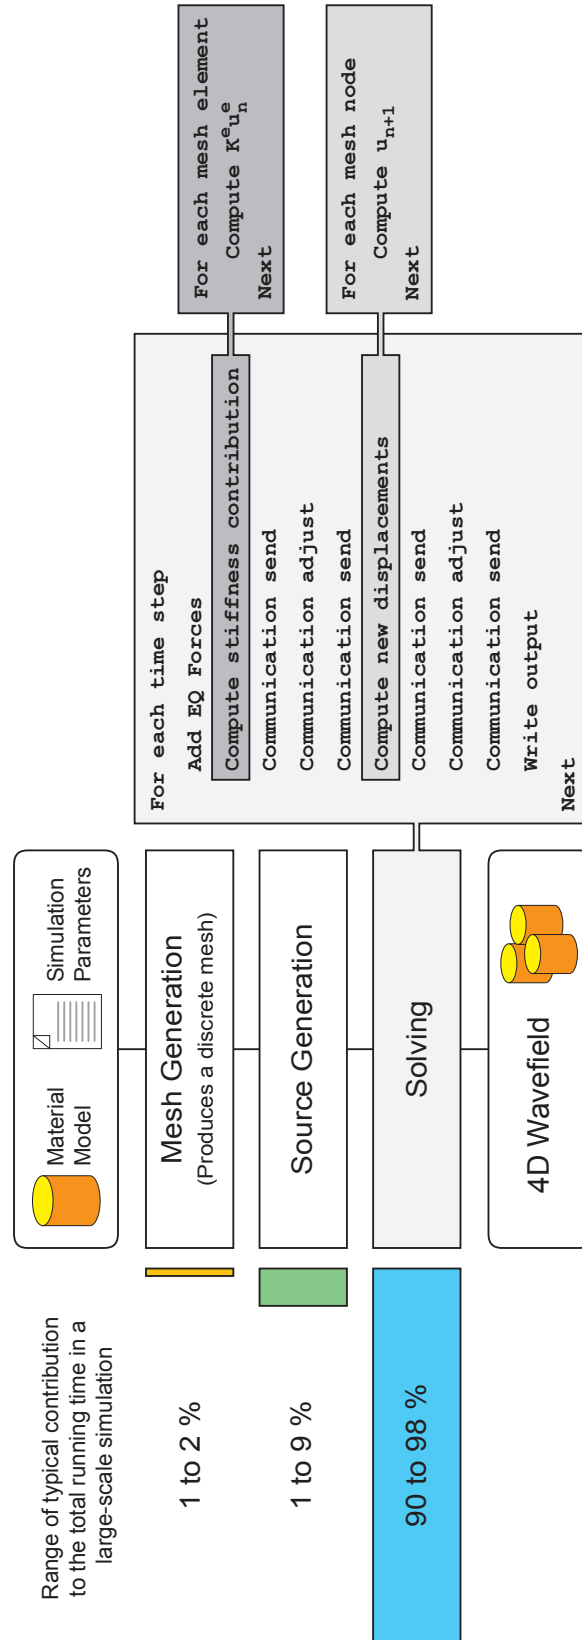 Range of typical contribution
to the total running time in a
large-scale simulation
1 to 2 %
1 to 9 %
90 to 98 %
Material
Model
Simulation
Parameters
Mesh Generation
(Produces a discrete mesh)
Source Generation
Solving
4D Wavefield
For each time step
Add EQ Forces
Compute stiffness contribution
Communication send
Communication adjust
Communication send
Compute new displacements
Communication send
Communication adjust
Communication send
Write output
Next
For each mesh element
Compute Kᵉuₙᵉ
Next
For each mesh node
Compute uₙ₊₁
Next